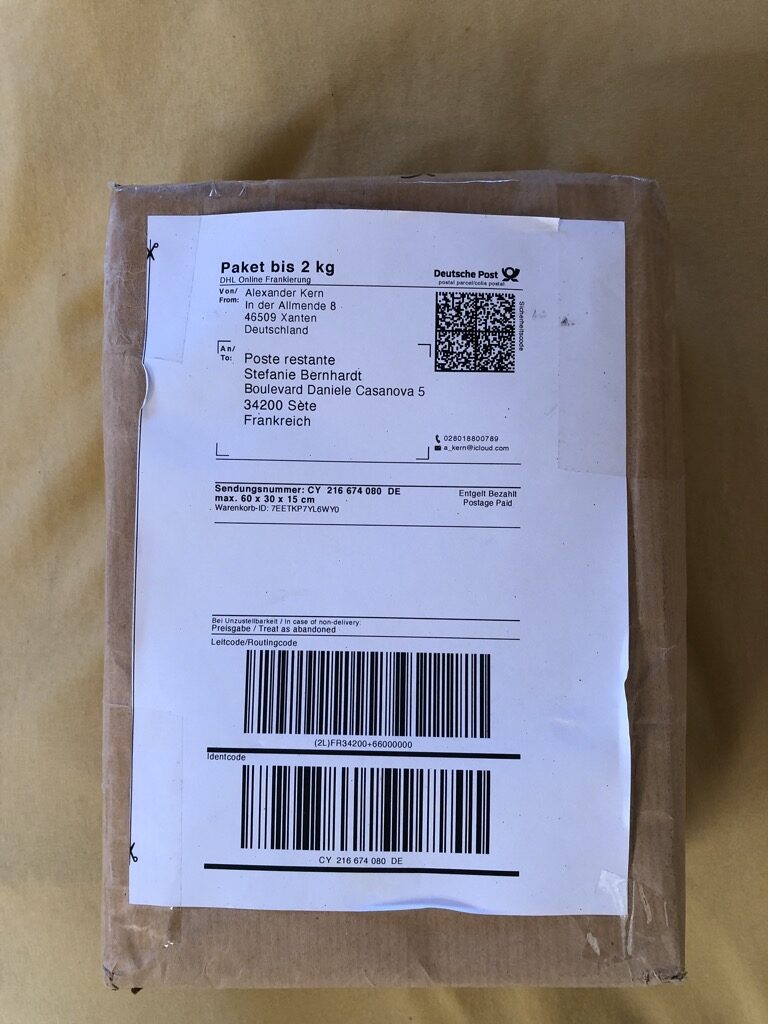 Paket bis 2 kg
DHL Online Frankierung
Deutsche Post
postal parcel/colis postal
Von/
From:
Alexander Kern
In der Allmende 8
46509 Xanten
Deutschland
Sicherheitscode
An/
To:
Poste restante
Stefanie Bernhardt
Boulevard Daniele Casanova 5
34200 Sète
Frankreich
028018800789
a_kern@icloud.com
Sendungsnummer: CY 216 674 080 DE
max. 60 x 30 x 15 cm
Warenkorb-ID: 7EETKP7YL6WY0
Entgelt Bezahlt
Postage Paid
Bei Unzustellbarkeit / In case of non-delivery:
Preisgabe / Treat as abandoned
Leitcode/Routingcode
(2L)FR34200+66000000
Identcode
CY 216 674 080 DE